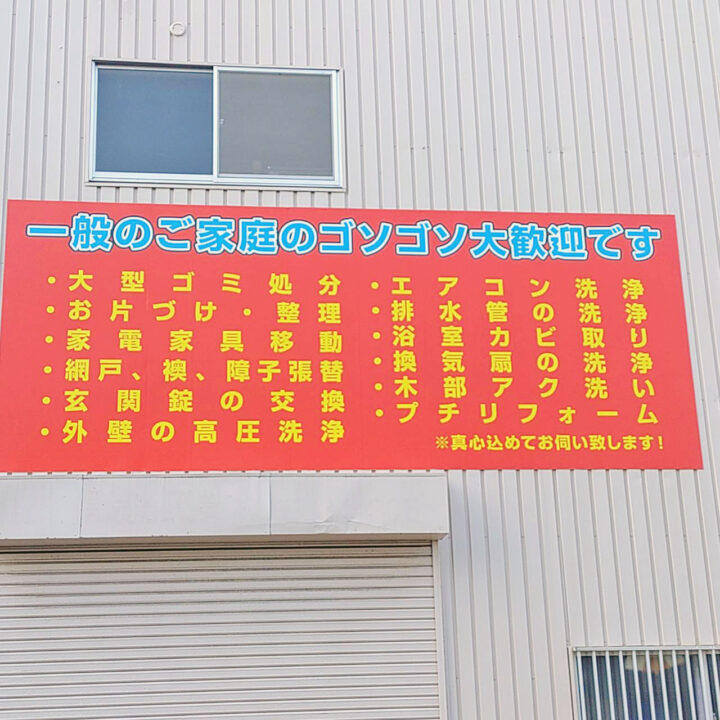 一般のご家庭のゴソゴソ大歓迎です
・大型ゴミ処分
・お片づけ・整理
・家電家具移動
・網戸、襖、障子張替
・玄関錠の交換
・外壁の高圧洗浄
・エアコン洗浄
・排水管の洗浄
・浴室カビ取り
・換気扇の洗浄
・木部アク洗い
・プチリフォーム
※真心込めてお伺い致します!